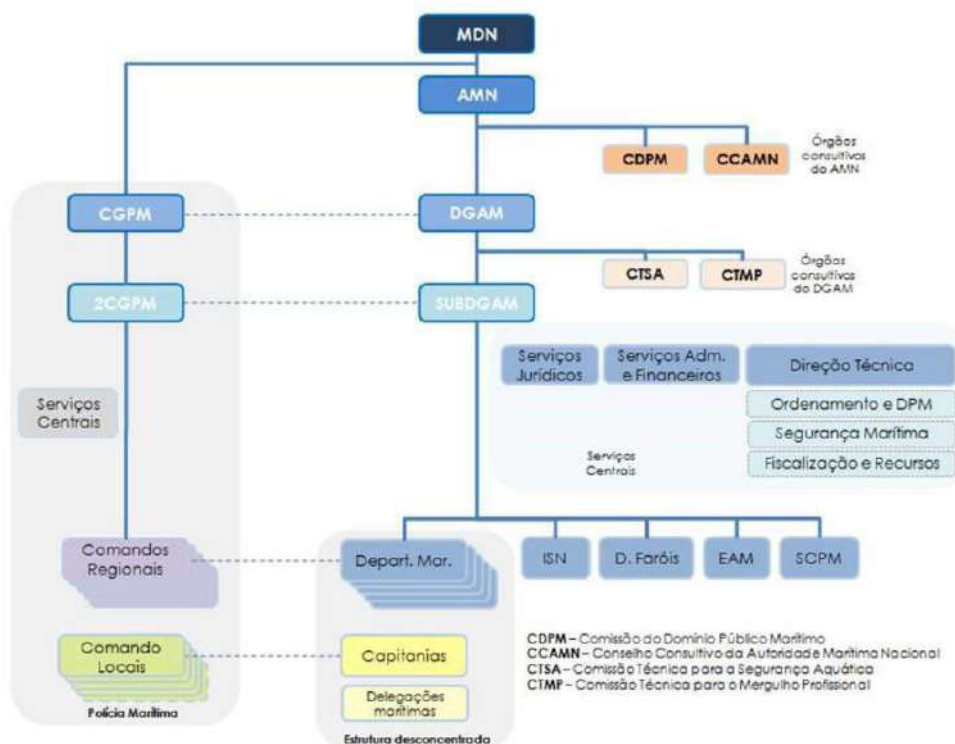 MDN
AMN
CDPM
CCAMN
Órgãos
consultivos
do AMN
CGPM
DGAM
CTSA
CTMP
Órgãos
consultivos
do DGAM
2CGPM
SUBDGAM
Serviços
Jurídicos
Serviços Adm.
e Financeiros
Direção Técnica
Ordenamento e DPM
Segurança Marítima
Fiscalização e Recursos
Serviços
Centrais
Serviços
Centrais
Comandos
Regionais
Depart. Mar.
ISN
D. Faróis
EAM
SCPM
Comando
Locais
Capitanias
Delegações
marítimas
Polícia Marítima
Estrutura desconcentrada
CDPM – Comissão do Domínio Público Marítimo
CCAMN – Conselho Consultivo da Autoridade Marítima Nacional
CTSA – Comissão Técnica para a Segurança Aquática
CTMP – Comissão Técnica para o Mergulho Profissional